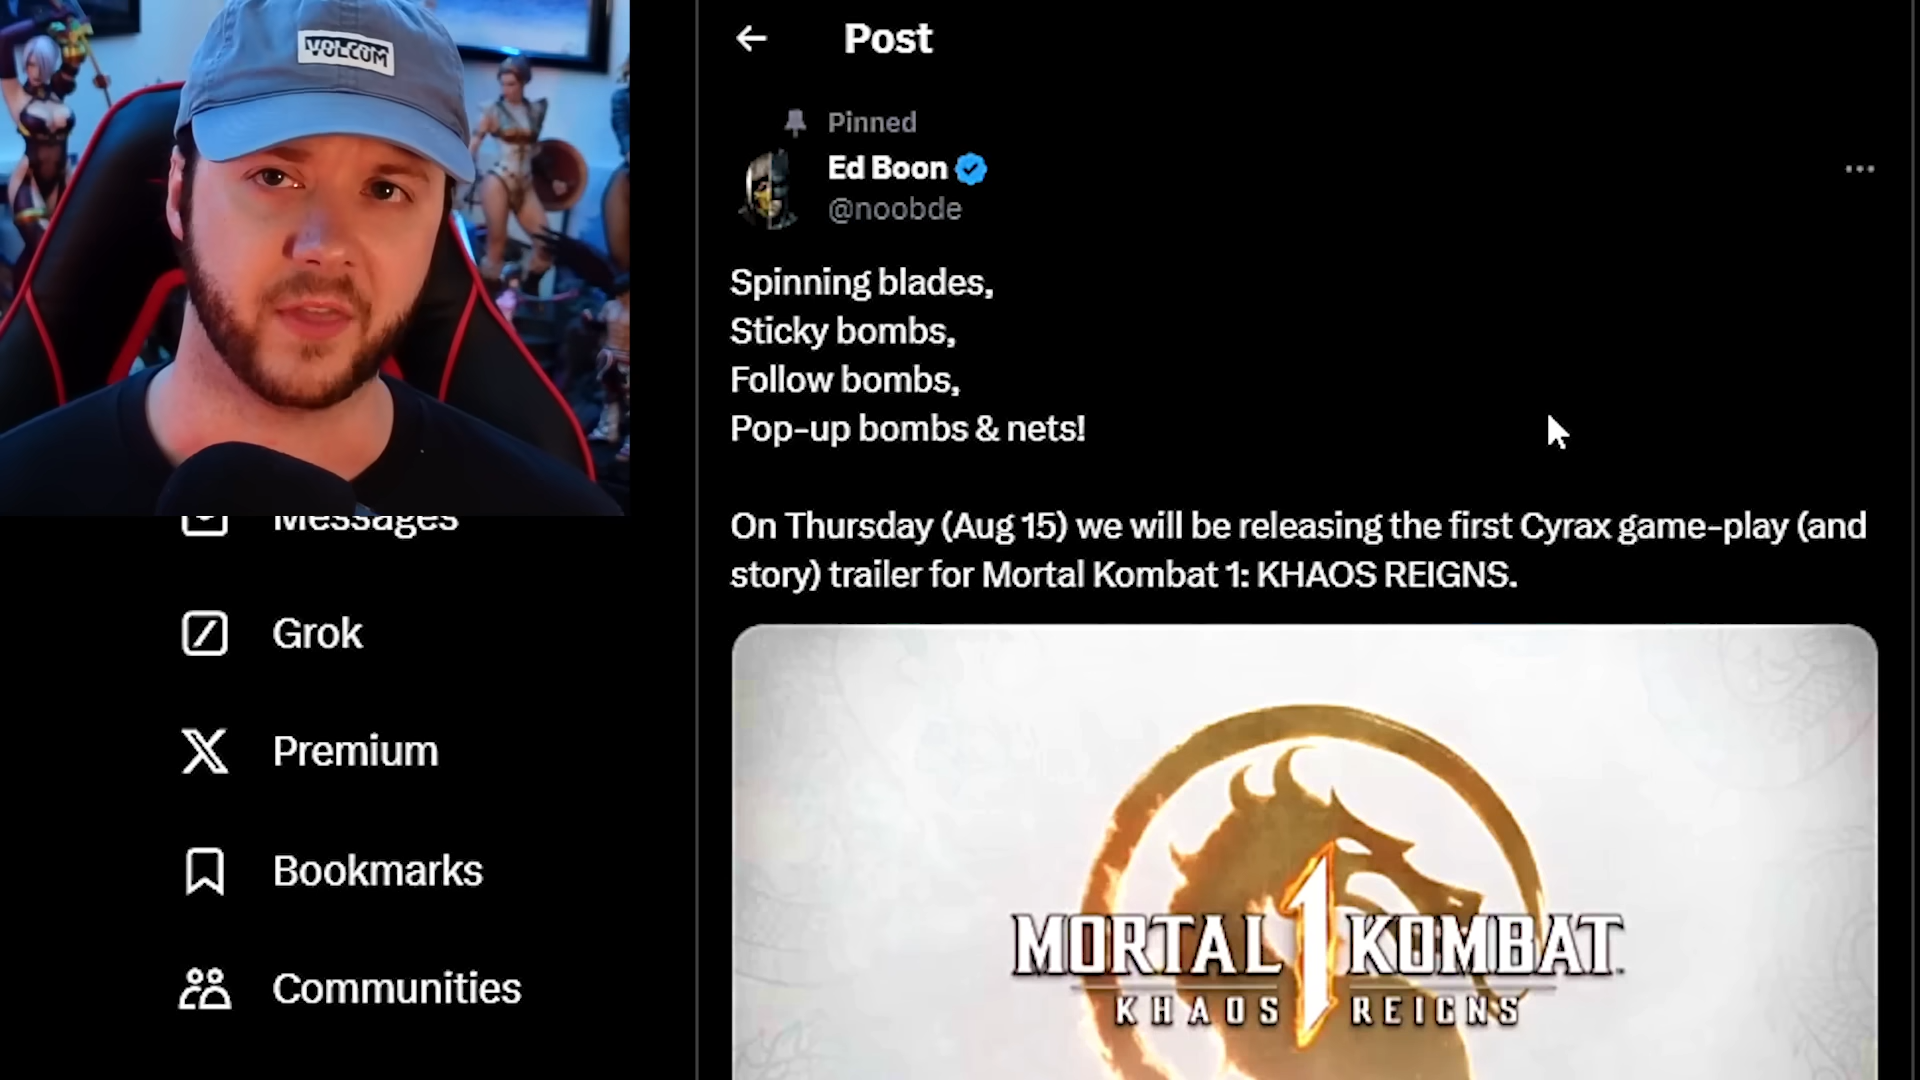 VOLCOM
Post
Pinned
Ed Boon
@noobde
Spinning blades,
Sticky bombs,
Follow bombs,
Pop-up bombs & nets!
On Thursday (Aug 15) we will be releasing the first Cyrax game-play (and
story) trailer for Mortal Kombat 1: KHAOS REIGNS.
Messages
Grok
Premium
Bookmarks
Communities
MORTAL 1 KOMBAT
KHAOS REIGNS